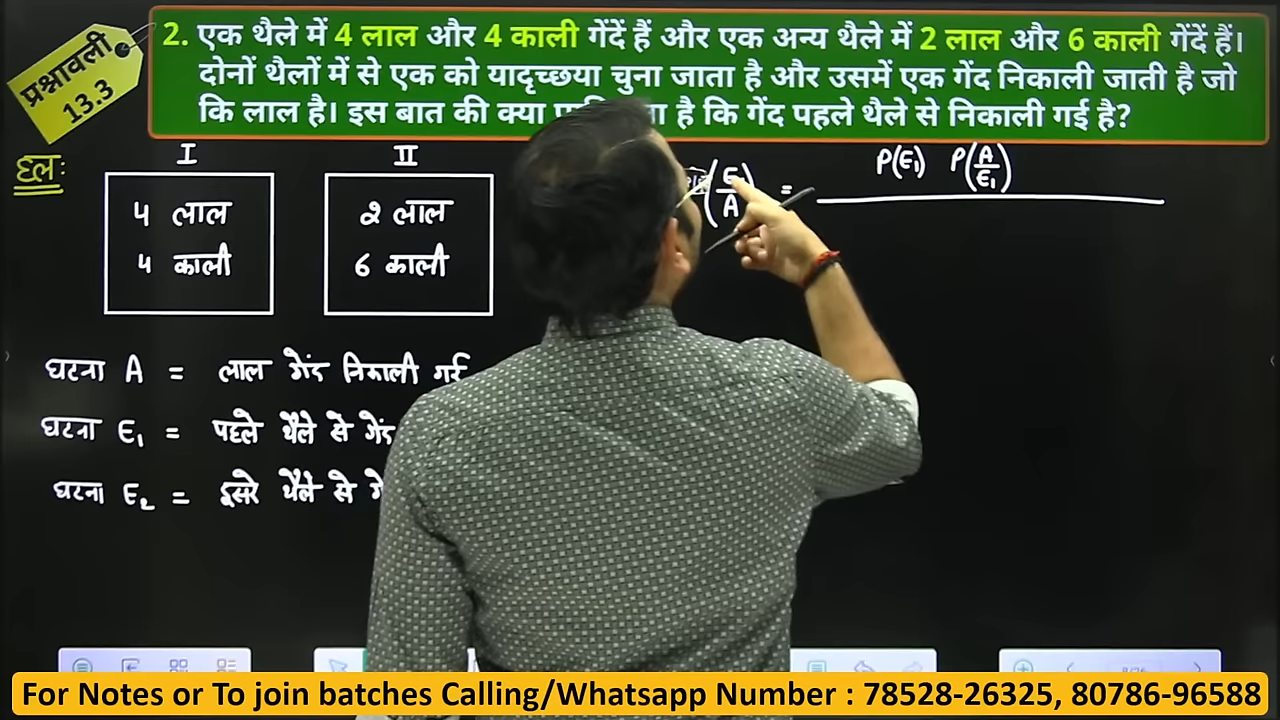 प्रश्नावली
13.3
2. एक थैले में 4 लाल और 4 काली गेंदें हैं और एक अन्य थैले में 2 लाल और 6 काली गेंदें हैं।
दोनों थैलों में से एक को यादृच्छया चुना जाता है और उसमें एक गेंद निकाली जाती है जो
कि लाल है। इस बात की क्या है कि गेंद पहले थैले से निकाली गई है?
हल:
I
II
4 लाल
4 काली
2 लाल
6 काली
घटना A = लाल गेंद निकाली गई
घटना E₁ = पहले थैले से गेंद
घटना E₂ = दूसरे थैले से
A
=
P(E₁) P(A/E₁)
For Notes or To join batches Calling/Whatsapp Number : 78528-26325, 80786-96588